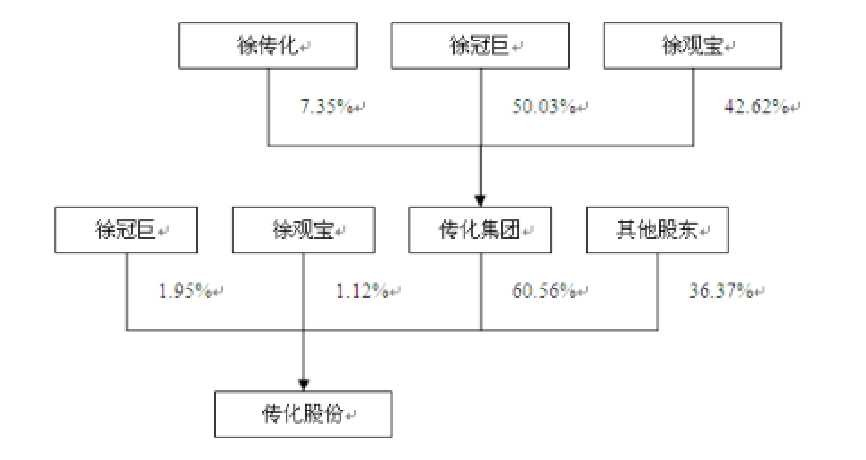 徐传化 徐冠巨 徐观宝
7.35% 50.03% 42.62%
徐冠巨 徐观宝 传化集团 其他股东
1.95% 1.12% 60.56% 36.37%
传化股份